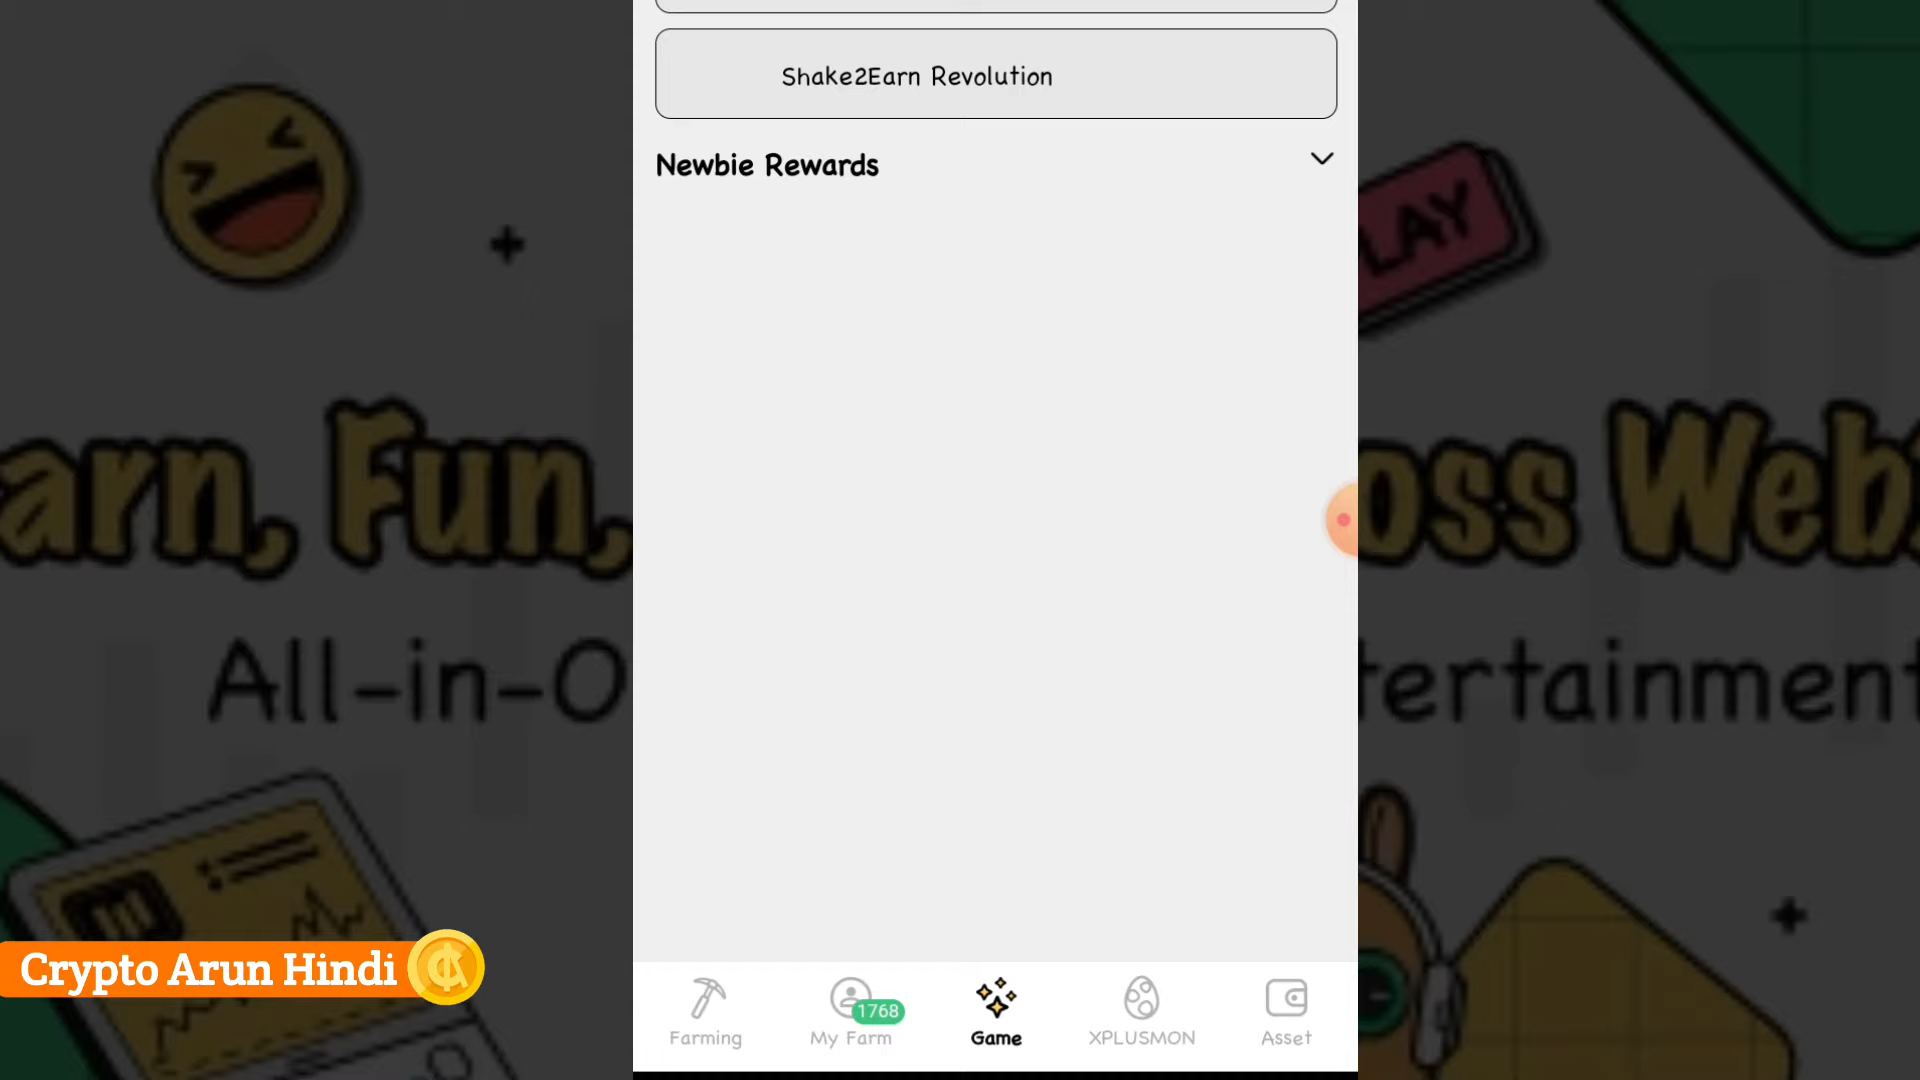 Shake2Earn Revolution
Newbie Rewards
LAY
arn, Fun,
oss Web
All-in-O
tertainment
Crypto Arun Hindi
1768
Farming
My Farm
Game
XPLUSMON
Asset